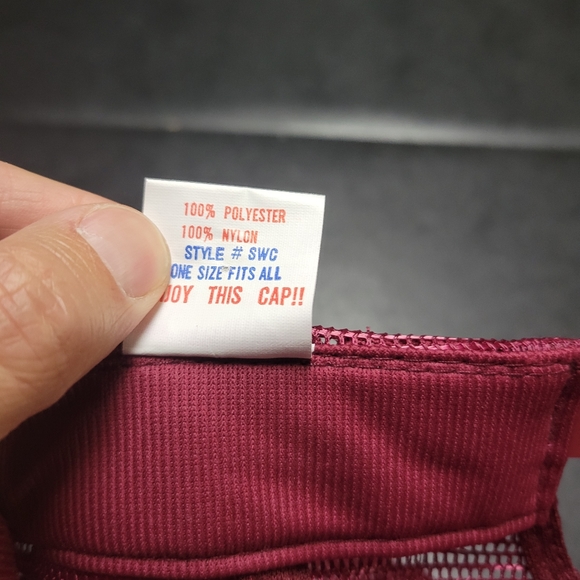 100% POLYESTER
100% NYLON
STYLE # SWC
ONE SIZE FITS ALL
THIS CAP!!